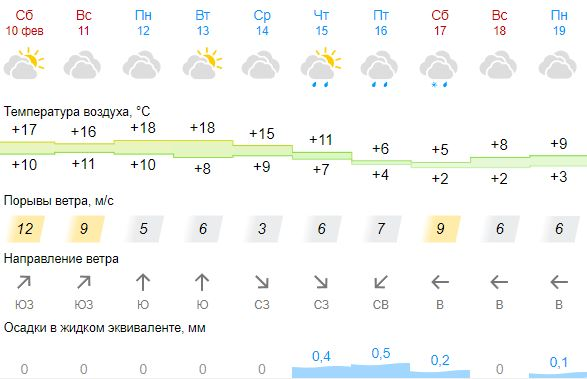 Сб Вс Пн Вт Ср Чт Пт Сб Вс Пн
10 фев 11 12 13 14 15 16 17 18 19
Температура воздуха, °C
+17 +16 +18 +18 +15 +11 +6 +5 +8 +9
+10 +11 +10 +8 +9 +7 +4 +2 +2 +3
Порывы ветра, м/с
12 9 5 6 3 6 7 9 6 6
Направление ветра
ЮЗ ЮЗ Ю Ю СЗ СЗ СВ В В В
Осадки в жидком эквиваленте, мм
0 0 0 0 0 0,4 0,5 0,2 0 0,1